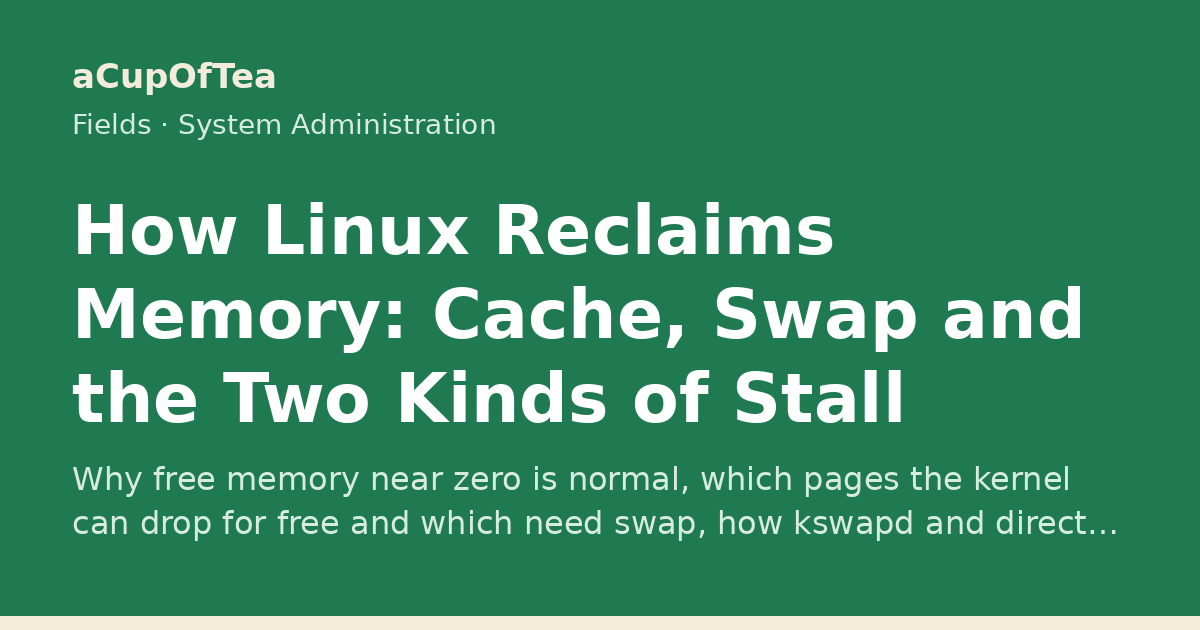 aCupOfTea
Fields · System Administration
How Linux Reclaims
Memory: Cache, Swap and
the Two Kinds of Stall
Why free memory near zero is normal, which pages the kernel
can drop for free and which need swap, how kswapd and direct…